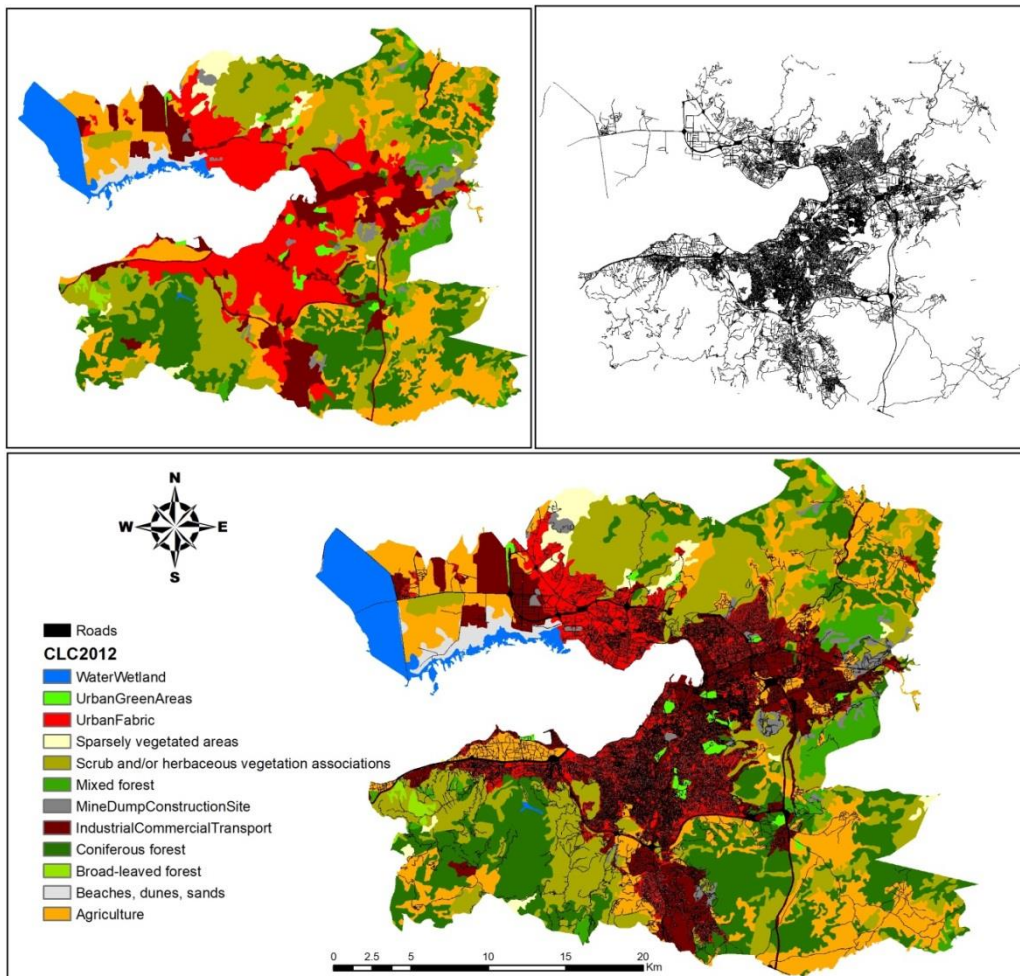 N
W E
S
Roads
CLC2012
WaterWetland
UrbanGreenAreas
UrbanFabric
Sparsely vegetated areas
Scrub and/or herbaceous vegetation associations
Mixed forest
MineDumpConstructionSite
IndustrialCommercialTransport
Coniferous forest
Broad-leaved forest
Beaches, dunes, sands
Agriculture
0 2.5 5 10 15 20
Km